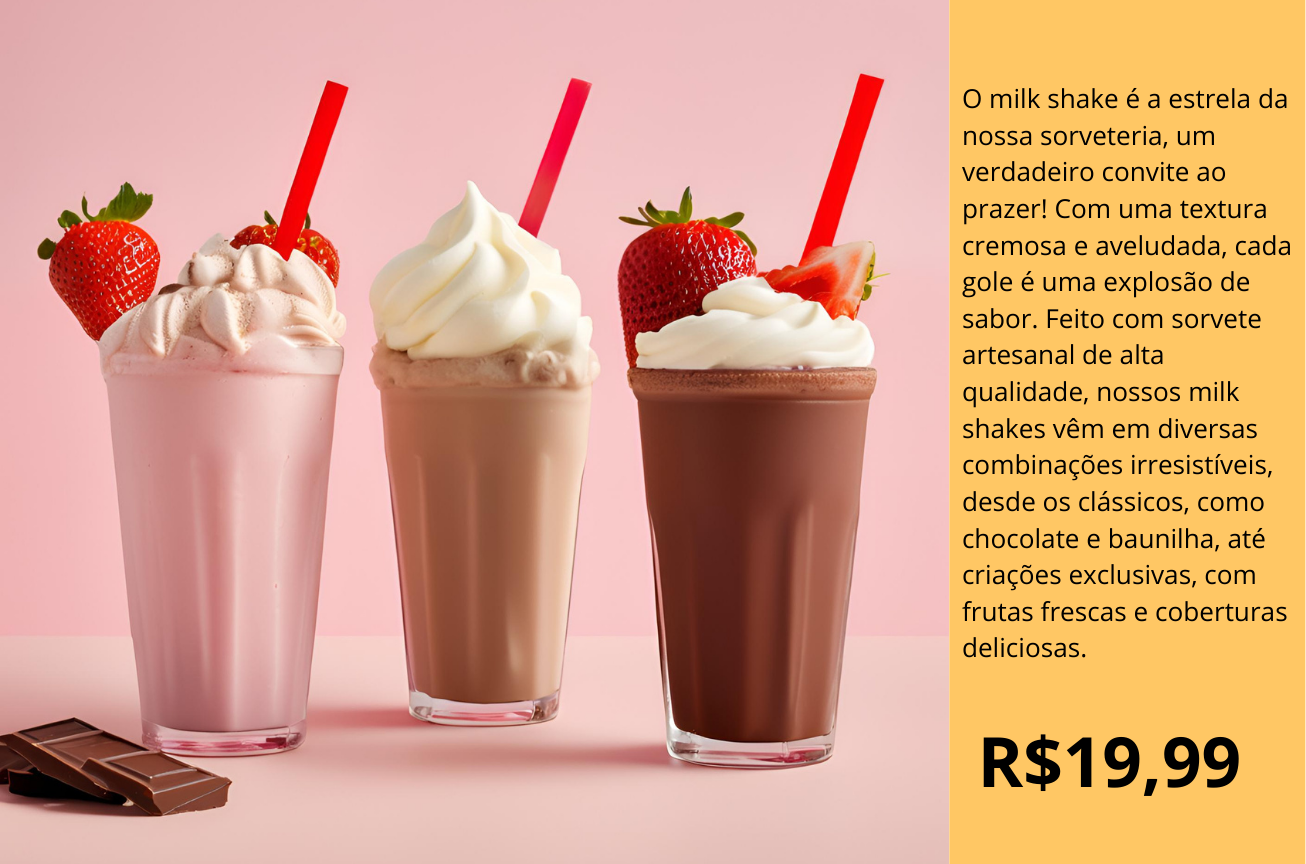 O milk shake é a estrela da
nossa sorveteria, um
verdadeiro convite ao
prazer! Com uma textura
cremosa e aveludada, cada
gole é uma explosão de
sabor. Feito com sorvete
artesanal de alta
qualidade, nossos milk
shakes vêm em diversas
combinações irresistíveis,
desde os clássicos, como
chocolate e baunilha, até
criações exclusivas, com
frutas frescas e coberturas
deliciosas.
R$19,99